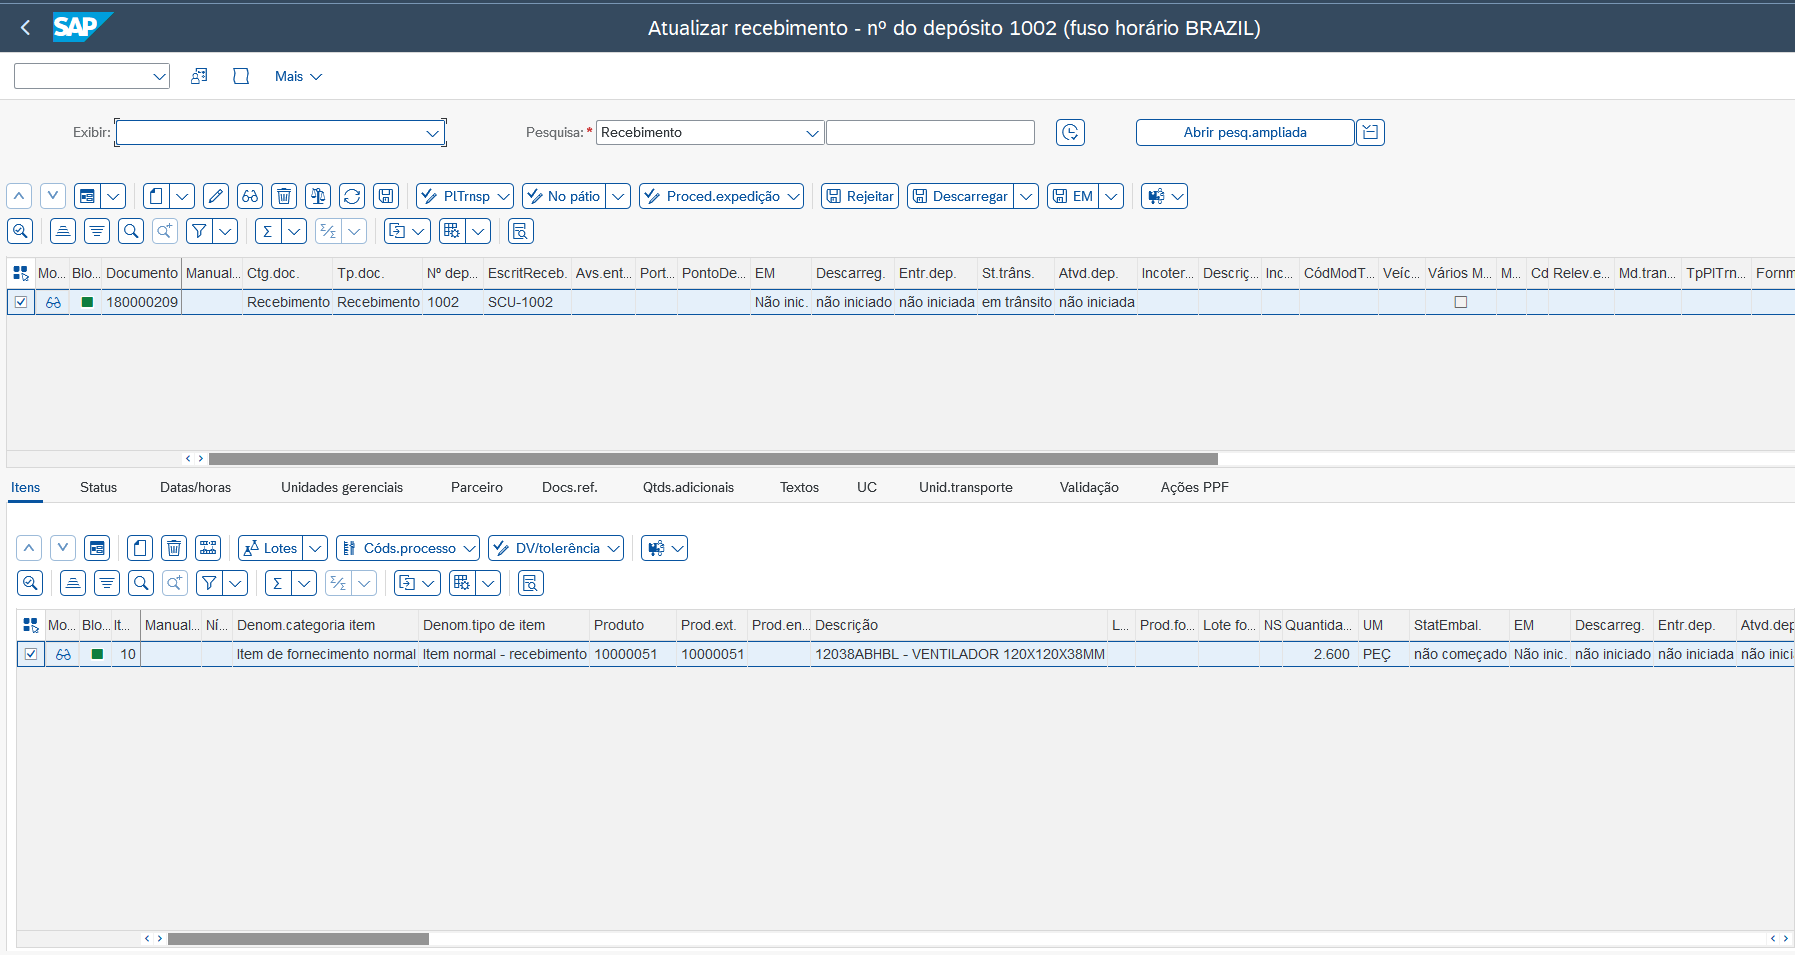 SAP Atualizar recebimento - nº do depósito 1002 (fuso horário BRAZIL)
Mais
Exibir: Pesquisa: * Recebimento Abrir pesq.ampliada
PlTrnsp No pátio Proced.expedição Rejeitar Descarregar EM
Mo... Blo... Documento Manual... Ctg.doc. Tp.doc. Nº dep... EscritReceb. Avs.ent... Port... PontoDe... EM Descarreg. Entr.dep. St.trâns. Atvd.dep. Incoter... Descriç... Inc... CódModT... Veíc... Vários M... M... Cd Relev.e... Md.tran... TpPlTrn... Fornm
180000209 Recebimento Recebimento 1002 SCU-1002 Não inic. não iniciado não iniciada em trânsito não iniciada
Itens Status Datas/horas Unidades gerenciais Parceiro Docs.ref. Qtds.adicionais Textos UC Unid.transporte Validação Ações PPF
Lotes Códs.processo DV/tolerência
Mo... Blo... It... Manual... Ní... Denom.categoria item Denom.tipo de item Produto Prod.ext. Prod.en... Descrição L... Prod.fo... Lote fo... NS Quantida... UM StatEmbal. EM Descarreg. Entr.dep. Atvd.dep
10 Item de fornecimento normal Item normal - recebimento 10000051 10000051 12038ABHBL - VENTILADOR 120X120X38MM 2.600 PEÇ não começado Não inic. não iniciado não iniciada não inici